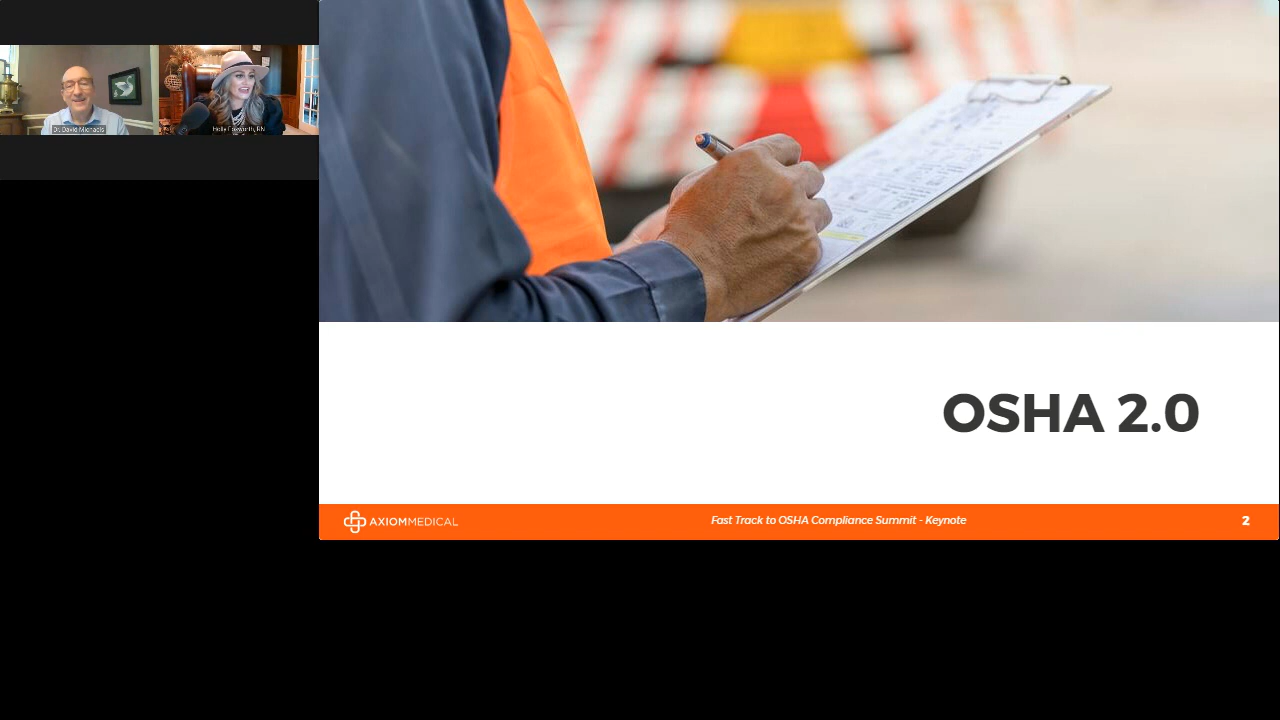 Dr. David Michaels
Holly Foxworth, RN
OSHA 2.0
AXIOMMEDICAL
Fast Track to OSHA Compliance Summit - Keynote
2